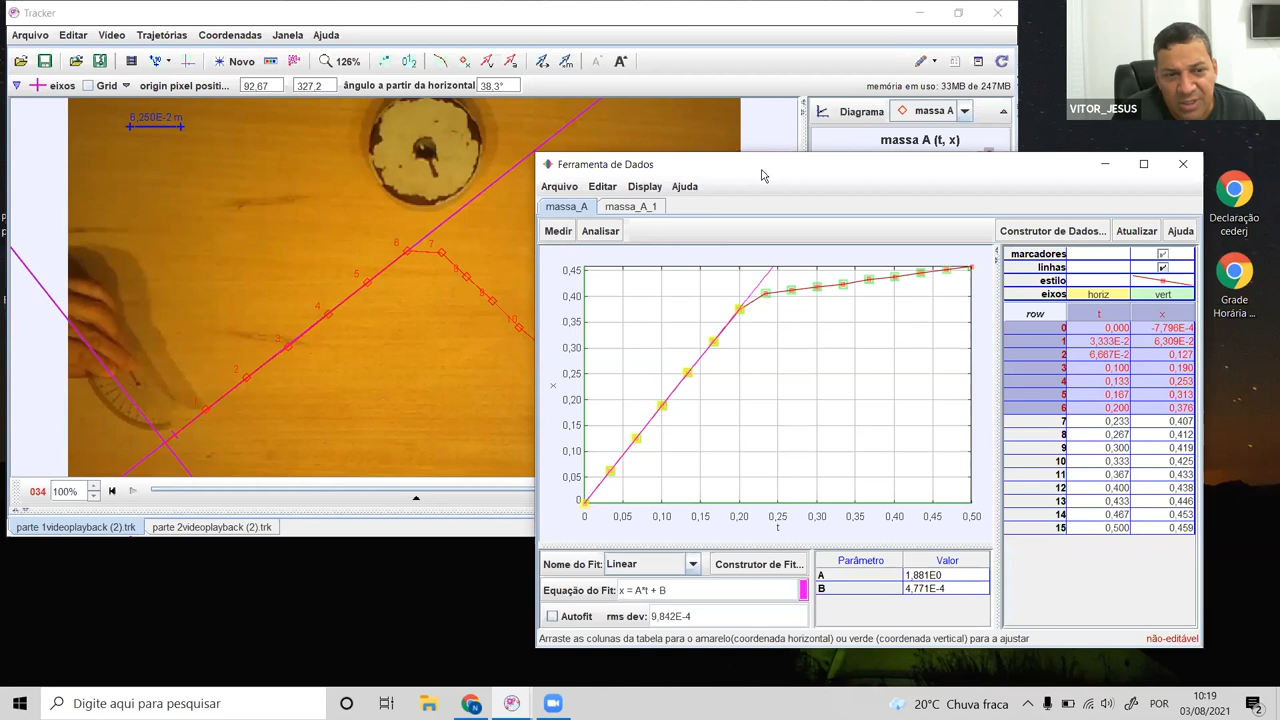 Tracker
Arquivo Editar Vídeo Trajetórias Coordenadas Janela Ajuda
Novo 126%
eixos Grid origin pixel positi... 92,67 327,2 ângulo a partir da horizontal 38,3° memória em uso: 33MB de 247MB
6,250E-2 m
Diagrama massa A
massa A (t, x)
1
2
3
4
5
6
7
8
9
10
034 100%
parte 1videoplayback (2).trk parte 2videoplayback (2).trk
Ferramenta de Dados
Arquivo Editar Display Ajuda
massa_A massa_A_1
Medir Analisar Construtor de Dados... Atualizar Ajuda
0,45
0,40
0,35
0,30
0,25
0,20
0,15
0,10
0,05
0
x
0 0,05 0,10 0,15 0,20 0,25 0,30 0,35 0,40 0,45 0,50
t
marcadores
linhas
estilo
eixos horiz vert
row t x
0 0,000 -7,796E-4
1 3,333E-2 6,309E-2
2 6,667E-2 0,127
3 0,100 0,190
4 0,133 0,253
5 0,167 0,313
6 0,200 0,376
7 0,233 0,407
8 0,267 0,412
9 0,300 0,419
10 0,333 0,425
11 0,367 0,433
12 0,400 0,438
13 0,433 0,446
14 0,467 0,453
15 0,500 0,459
Nome do Fit: Linear Construtor de Fit...
Equação do Fit: x = A*t + B
Autofit rms dev: 9,842E-4
Parâmetro Valor
A 1,881E0
B 4,771E-4
Arraste as colunas da tabela para o amarelo(coordenada horizontal) ou verde (coordenada vertical) para a ajustar não-editável
VITOR_JESUS
Declaração
cederj
Grade
Horária ...
Digite aqui para pesquisar
20°C Chuva fraca POR
10:19
03/08/2021
2